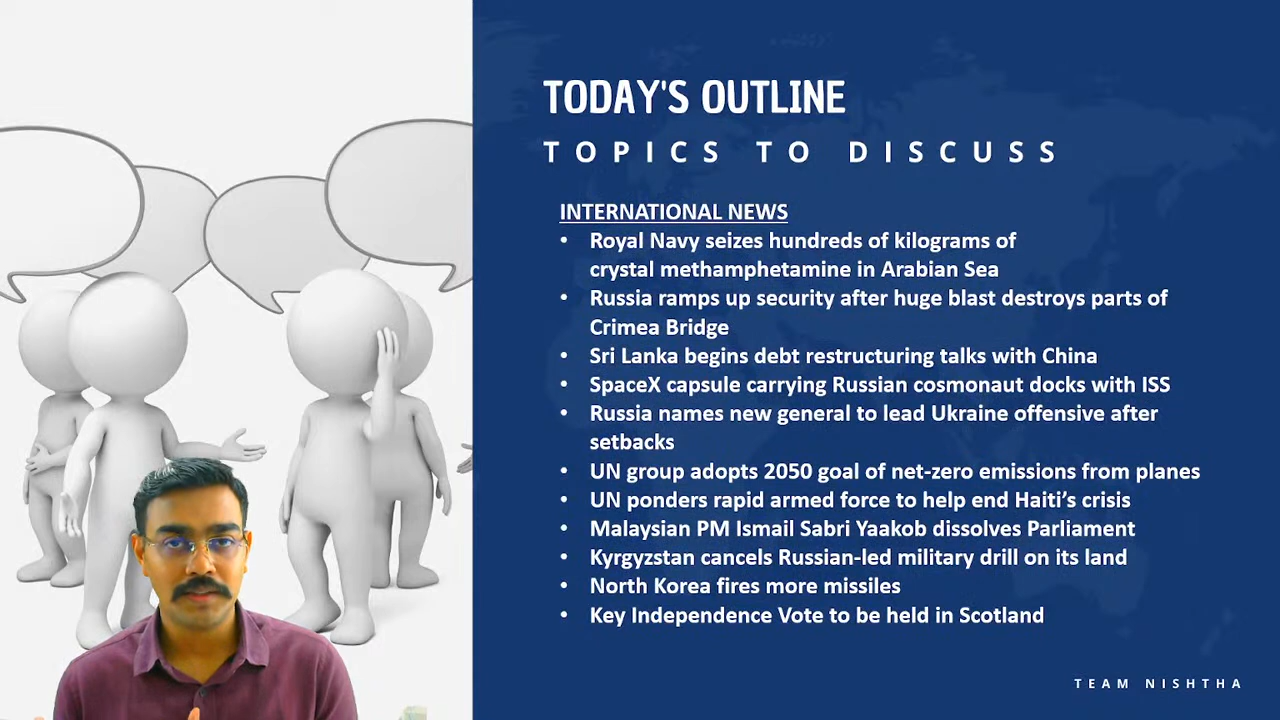 TODAY'S OUTLINE
TOPICS TO DISCUSS
INTERNATIONAL NEWS
• Royal Navy seizes hundreds of kilograms of
crystal methamphetamine in Arabian Sea
• Russia ramps up security after huge blast destroys parts of
Crimea Bridge
• Sri Lanka begins debt restructuring talks with China
• SpaceX capsule carrying Russian cosmonaut docks with ISS
• Russia names new general to lead Ukraine offensive after
setbacks
• UN group adopts 2050 goal of net-zero emissions from planes
• UN ponders rapid armed force to help end Haiti’s crisis
• Malaysian PM Ismail Sabri Yaakob dissolves Parliament
• Kyrgyzstan cancels Russian-led military drill on its land
• North Korea fires more missiles
• Key Independence Vote to be held in Scotland
TEAM NISHTHA